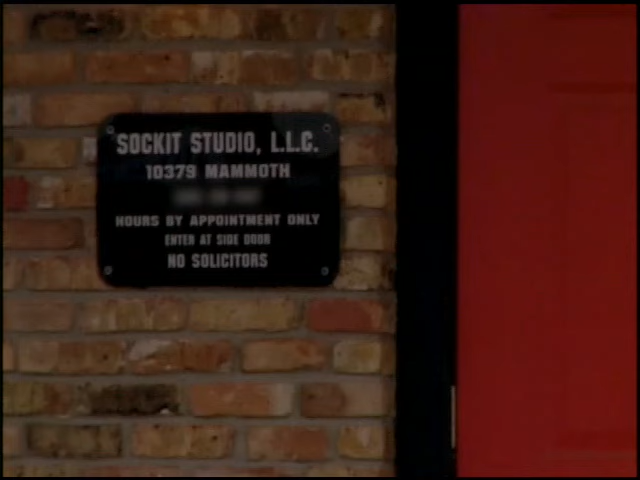 SOCKIT STUDIO, L.L.C.
10379 MAMMOTH
HOURS BY APPOINTMENT ONLY
ENTER AT SIDE DOOR
NO SOLICITORS